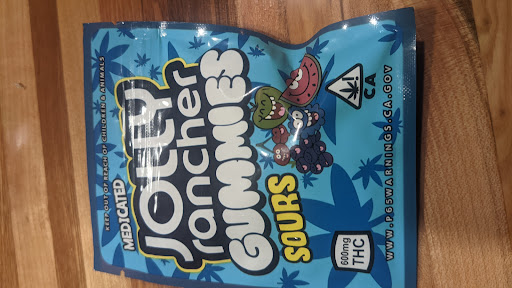 KEEP OUT OF REACH OF CHILDREN & ANIMALS
MEDICATED
JOLLY
rancher
GUMMIES
SOURS
!
CA
WWW.P65WARNINGS.CA.GOV
600mg
THC